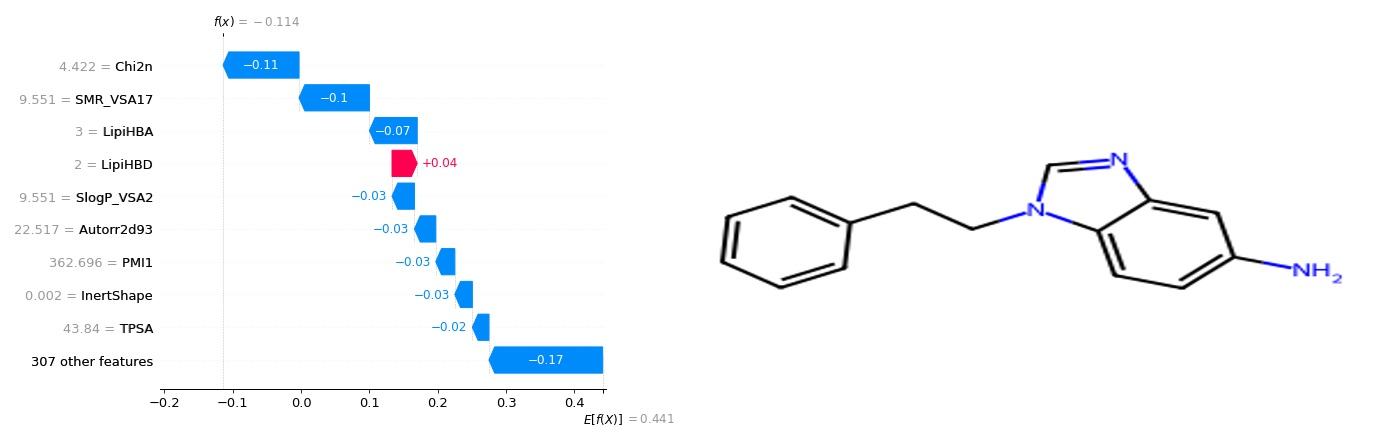 f(x) = −0.114
4.422 = Chi2n
−0.11
9.551 = SMR_VSA17
−0.1
3 = LipiHBA
−0.07
2 = LipiHBD
+0.04
9.551 = SlogP_VSA2
−0.03
22.517 = Autorr2d93
−0.03
362.696 = PMI1
−0.03
0.002 = InertShape
−0.03
43.84 = TPSA
−0.02
307 other features
−0.17
−0.2 −0.1 0.0 0.1 0.2 0.3 0.4
E[f(X)] = 0.441
N
N
NH2